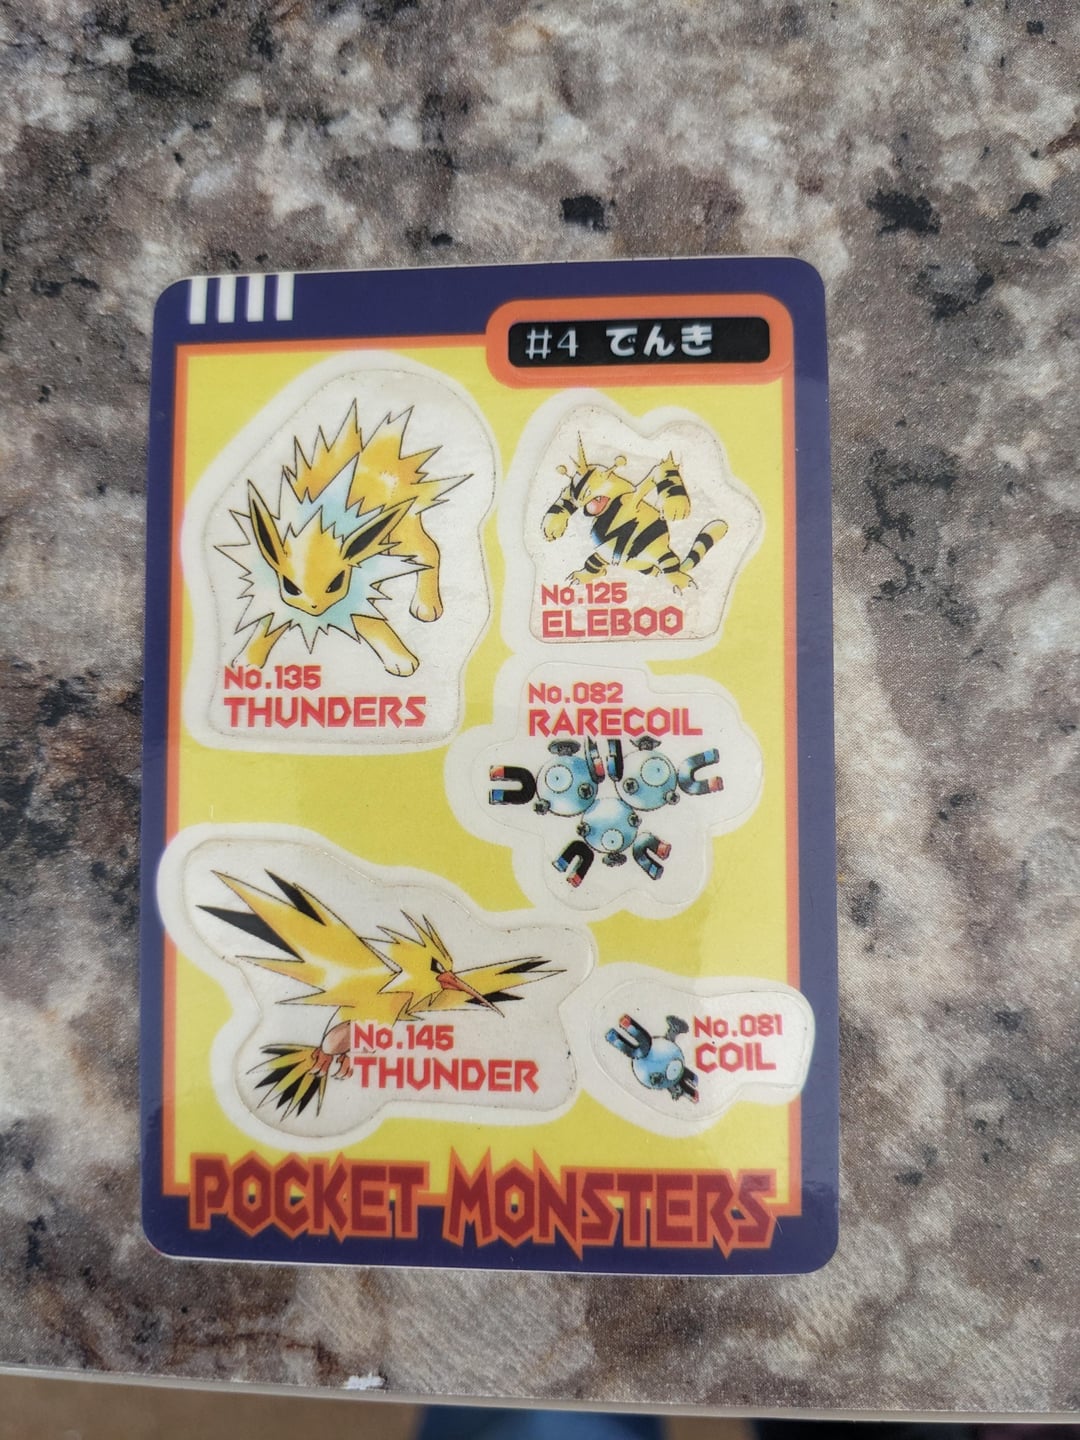 #4 でんき
No.135
THUNDERS
No.125
ELEBOO
No.082
RARECOIL
No.145
THUNDER
No.081
COIL
POCKET MONSTERS